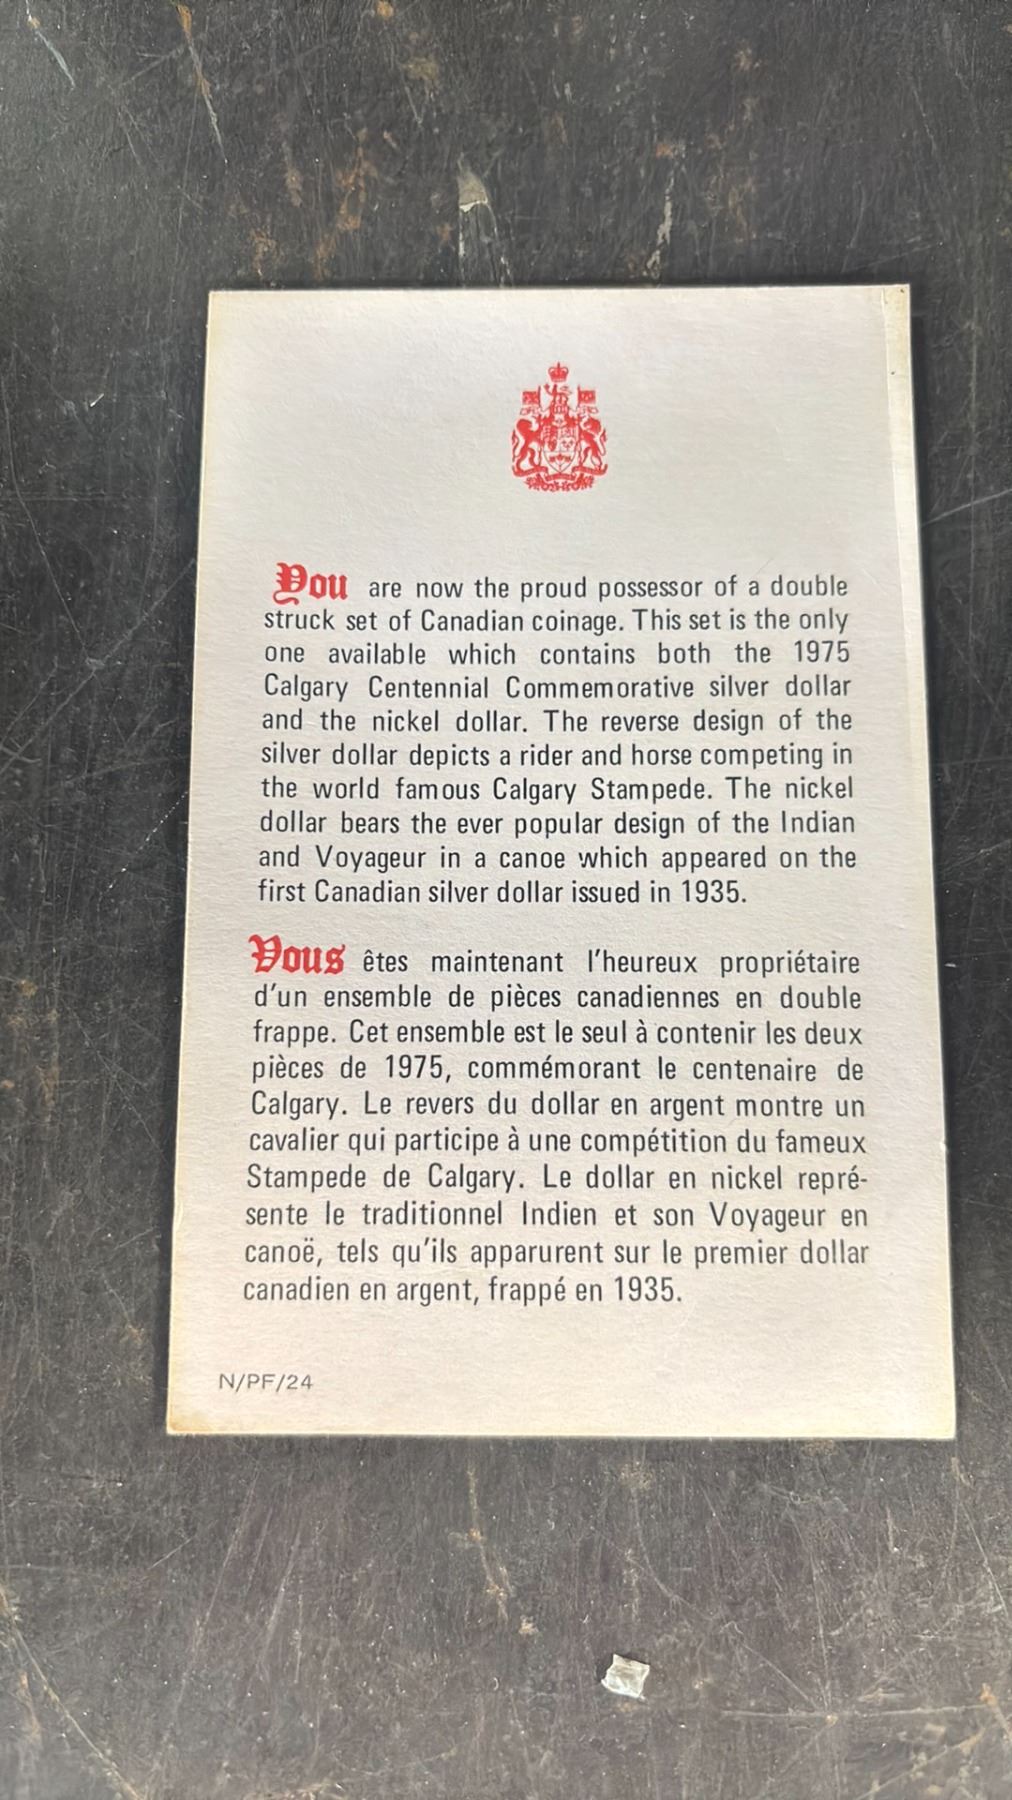 You are now the proud possessor of a double
struck set of Canadian coinage. This set is the only
one available which contains both the 1975
Calgary Centennial Commemorative silver dollar
and the nickel dollar. The reverse design of the
silver dollar depicts a rider and horse competing in
the world famous Calgary Stampede. The nickel
dollar bears the ever popular design of the Indian
and Voyageur in a canoe which appeared on the
first Canadian silver dollar issued in 1935.
Vous êtes maintenant l'heureux propriétaire
d'un ensemble de pièces canadiennes en double
frappe. Cet ensemble est le seul à contenir les deux
pièces de 1975, commémorant le centenaire de
Calgary. Le revers du dollar en argent montre un
cavalier qui participe à une compétition du fameux
Stampede de Calgary. Le dollar en nickel repré-
sente le traditionnel Indien et son Voyageur en
canoë, tels qu'ils apparurent sur le premier dollar
canadien en argent, frappé en 1935.
N/PF/24